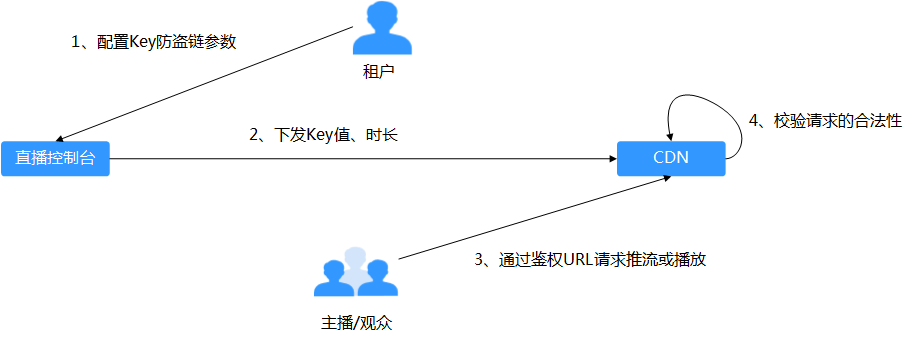 1、配置Key防盗链参数
租户
2、下发Key值、时长
4、校验请求的合法性
直播控制台
CDN
3、通过鉴权URL请求推流或播放
主播/观众